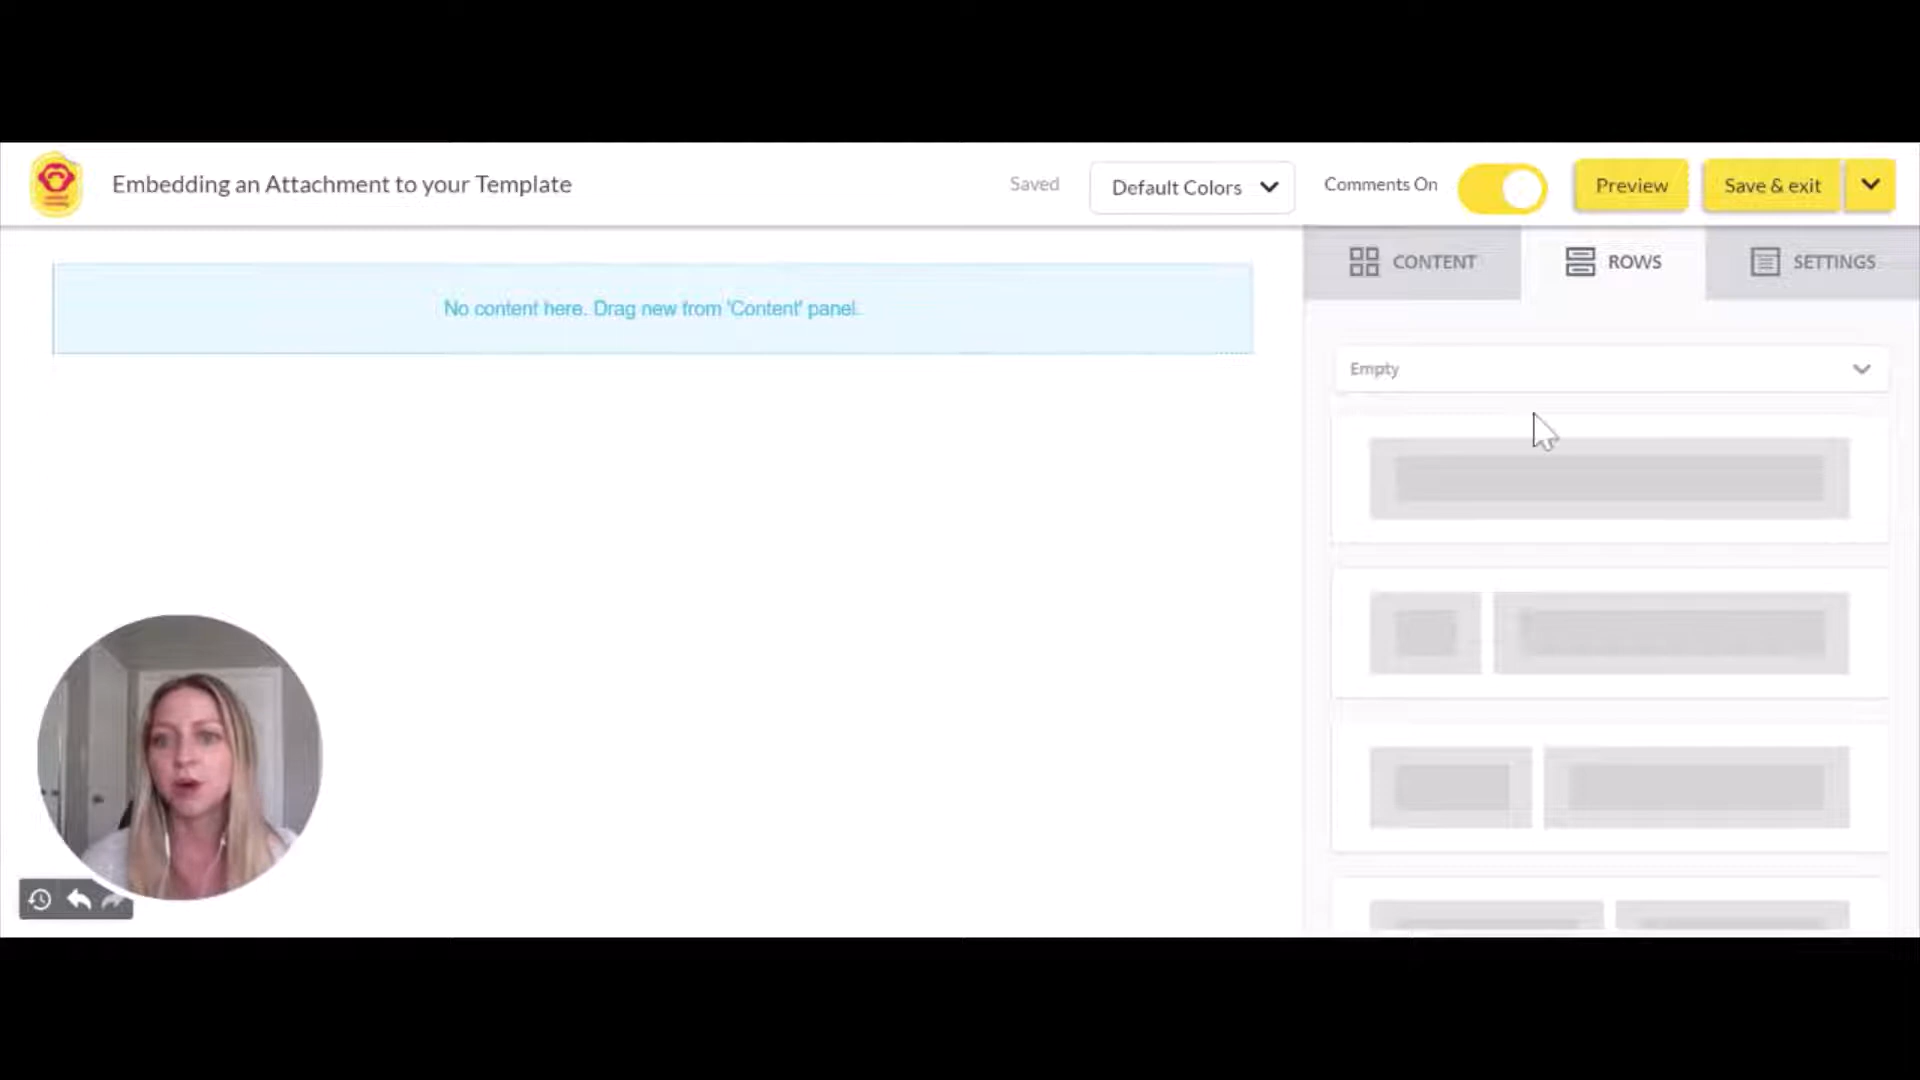 Embedding an Attachment to your Template
Saved
Default Colors
Comments On
Preview
Save & exit
CONTENT
ROWS
SETTINGS
No content here. Drag new from 'Content' panel.
Empty